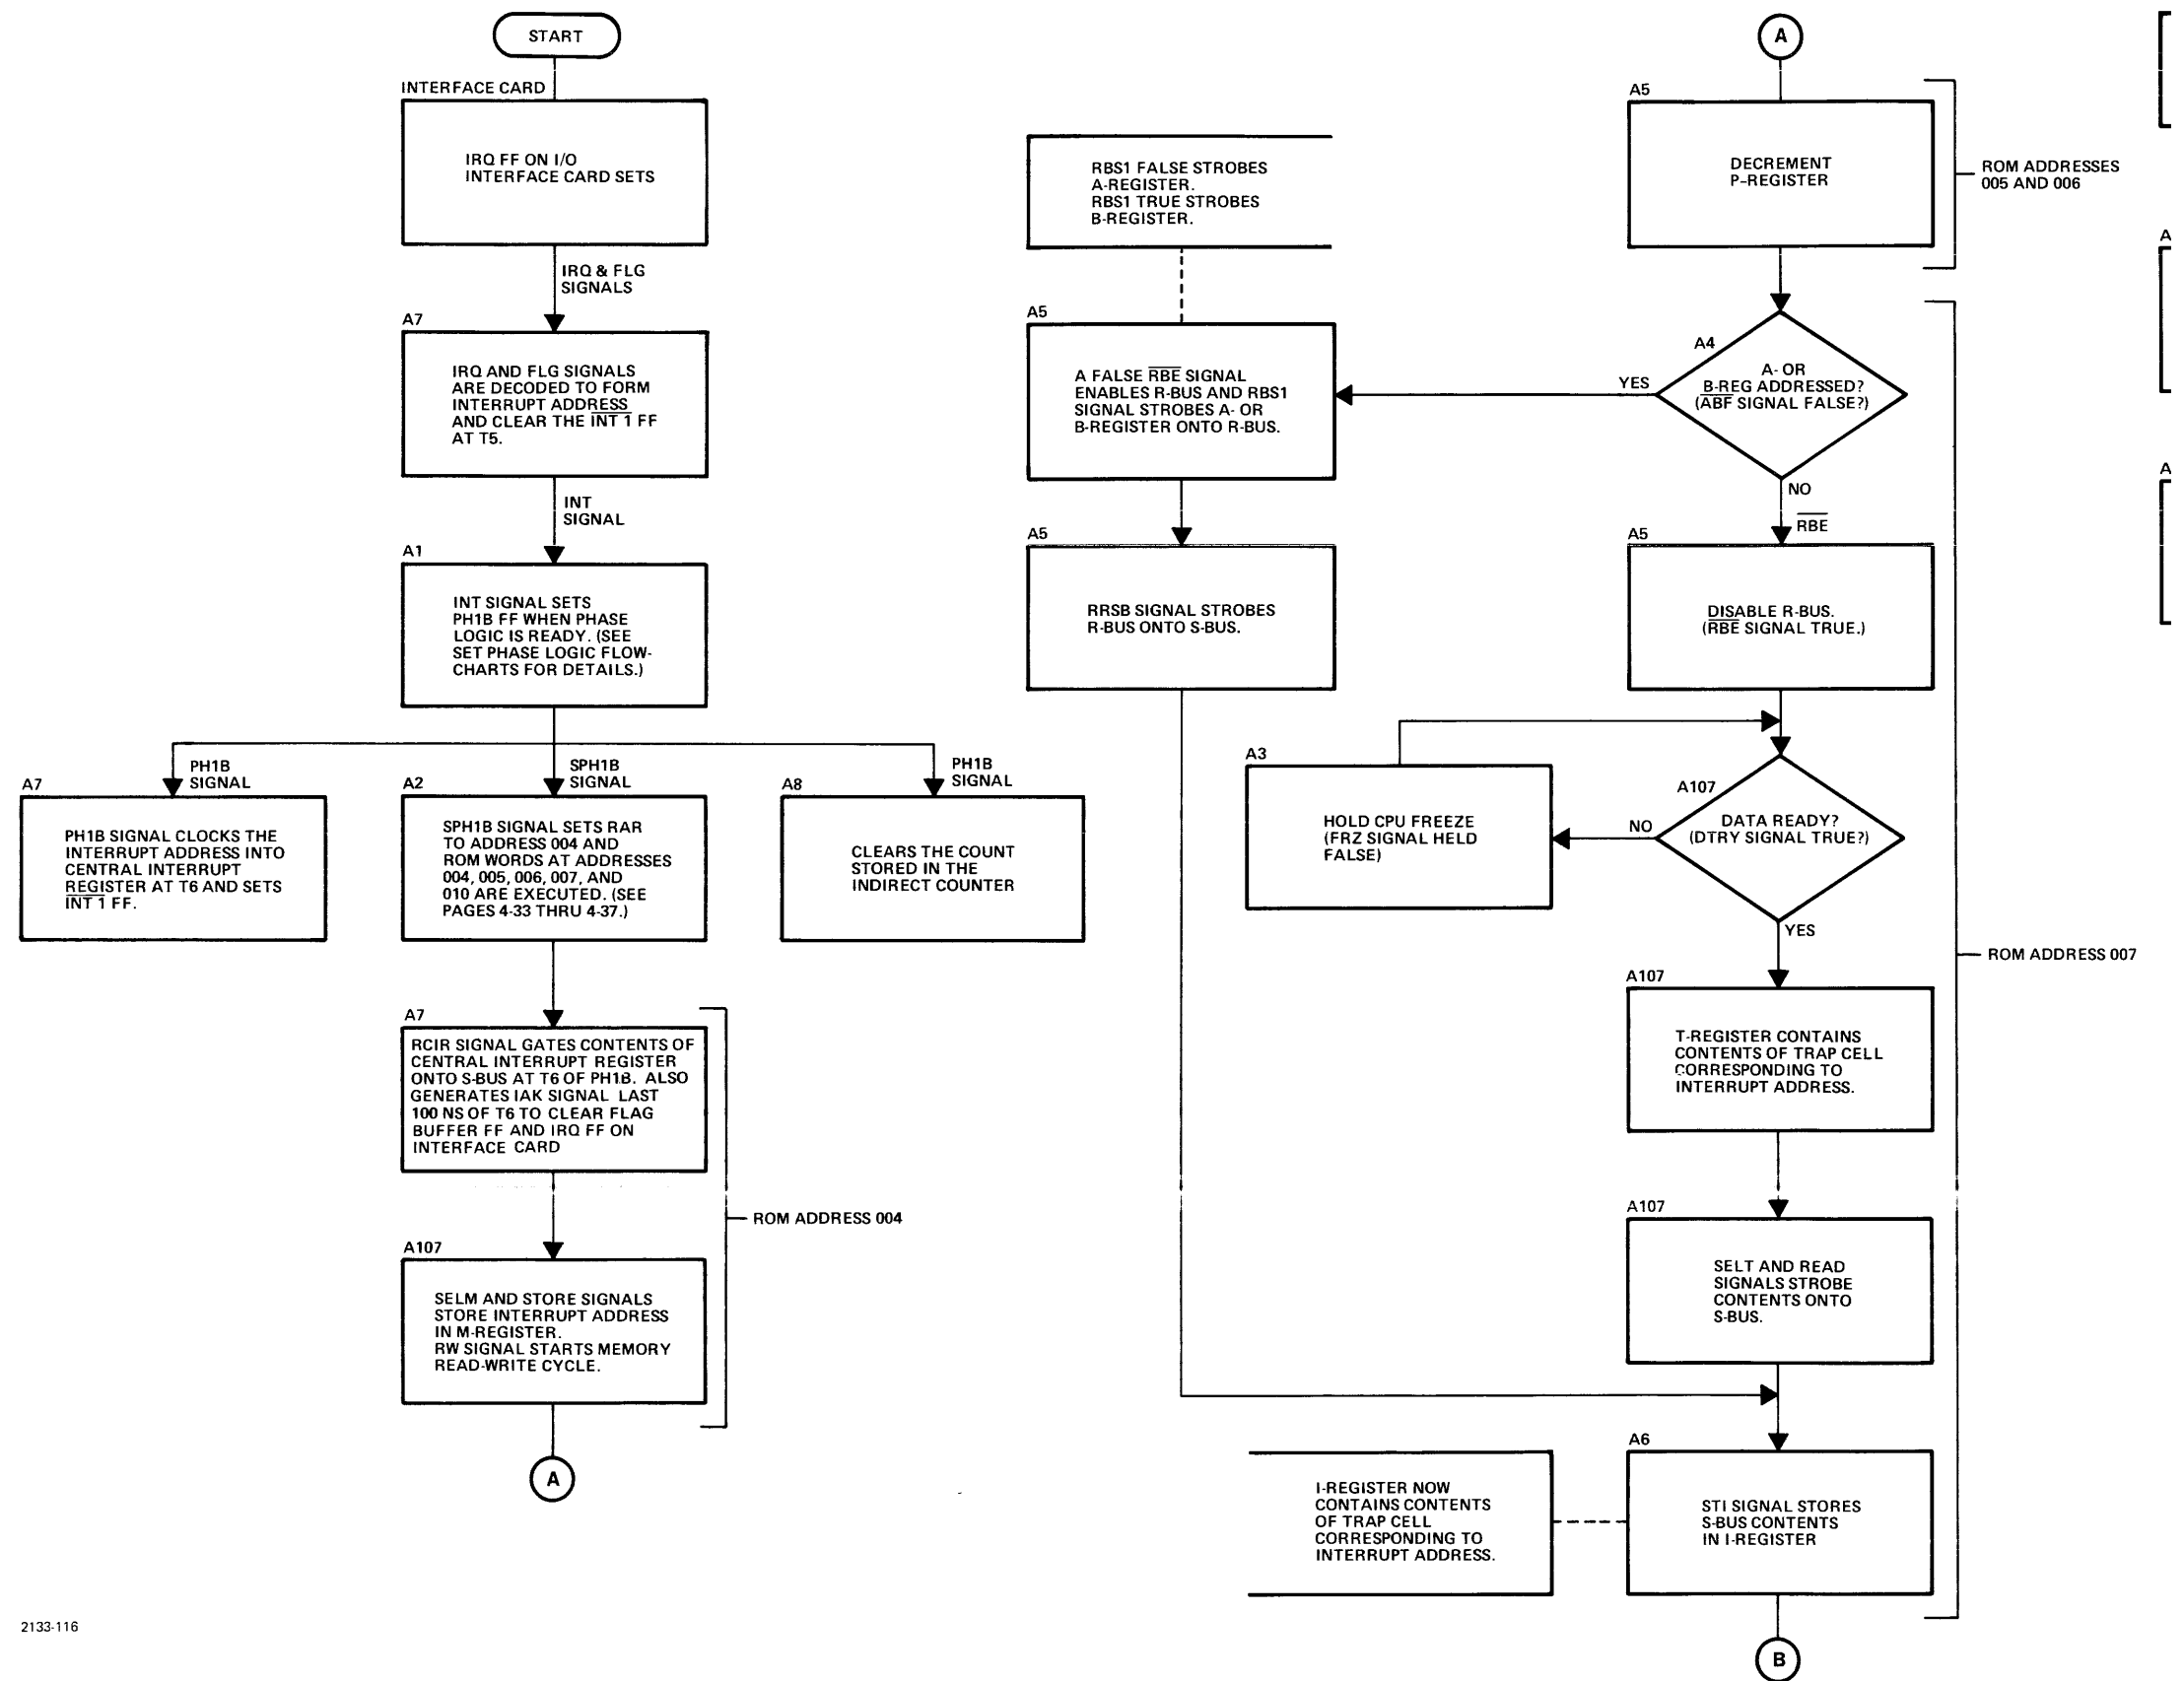 START
INTERFACE CARD
IRQ FF ON I/O
INTERFACE CARD SETS
IRQ & FLG
SIGNALS
A7
IRQ AND FLG SIGNALS
ARE DECODED TO FORM
INTERRUPT ADDRESS
AND CLEAR THE I̅N̅T̅ ̅1̅ FF
AT T5.
INT
SIGNAL
A1
INT SIGNAL SETS
PH1B FF WHEN PHASE
LOGIC IS READY. (SEE
SET PHASE LOGIC FLOW-
CHARTS FOR DETAILS.)
PH1B
SIGNAL
SPH1B
SIGNAL
PH1B
SIGNAL
A7
PH1B SIGNAL CLOCKS THE
INTERRUPT ADDRESS INTO
CENTRAL INTERRUPT
REGISTER AT T6 AND SETS
I̅N̅T̅ ̅1̅ FF.
A2
SPH1B SIGNAL SETS RAR
TO ADDRESS 004 AND
ROM WORDS AT ADDRESSES
004, 005, 006, 007, AND
010 ARE EXECUTED. (SEE
PAGES 4-33 THRU 4-37.)
A8
CLEARS THE COUNT
STORED IN THE
INDIRECT COUNTER
A7
RCIR SIGNAL GATES CONTENTS OF
CENTRAL INTERRUPT REGISTER
ONTO S-BUS AT T6 OF PH1B. ALSO
GENERATES IAK SIGNAL LAST
100 NS OF T6 TO CLEAR FLAG
BUFFER FF AND IRQ FF ON
INTERFACE CARD
ROM ADDRESS 004
A107
SELM AND STORE SIGNALS
STORE INTERRUPT ADDRESS
IN M-REGISTER.
RW SIGNAL STARTS MEMORY
READ-WRITE CYCLE.
A
2133-116
A
A5
DECREMENT
P-REGISTER
ROM ADDRESSES
005 AND 006
RBS1 FALSE STROBES
A-REGISTER.
RBS1 TRUE STROBES
B-REGISTER.
A4
A- OR
B-REG ADDRESSED?
(A̅B̅F̅ SIGNAL FALSE?)
YES
A5
A FALSE R̅B̅E̅ SIGNAL
ENABLES R-BUS AND RBS1
SIGNAL STROBES A- OR
B-REGISTER ONTO R-BUS.
A5
RRSB SIGNAL STROBES
R-BUS ONTO S-BUS.
NO
R̅B̅E̅
A5
DISABLE R-BUS.
(R̅B̅E̅ SIGNAL TRUE.)
A107
DATA READY?
(DTRY SIGNAL TRUE?)
NO
A3
HOLD CPU FREEZE
(FRZ SIGNAL HELD
FALSE)
YES
ROM ADDRESS 007
A107
T-REGISTER CONTAINS
CONTENTS OF TRAP CELL
CORRESPONDING TO
INTERRUPT ADDRESS.
A107
SELT AND READ
SIGNALS STROBE
CONTENTS ONTO
S-BUS.
A6
STI SIGNAL STORES
S-BUS CONTENTS
IN I-REGISTER
I-REGISTER NOW
CONTAINS CONTENTS
OF TRAP CELL
CORRESPONDING TO
INTERRUPT ADDRESS.
B
A
A